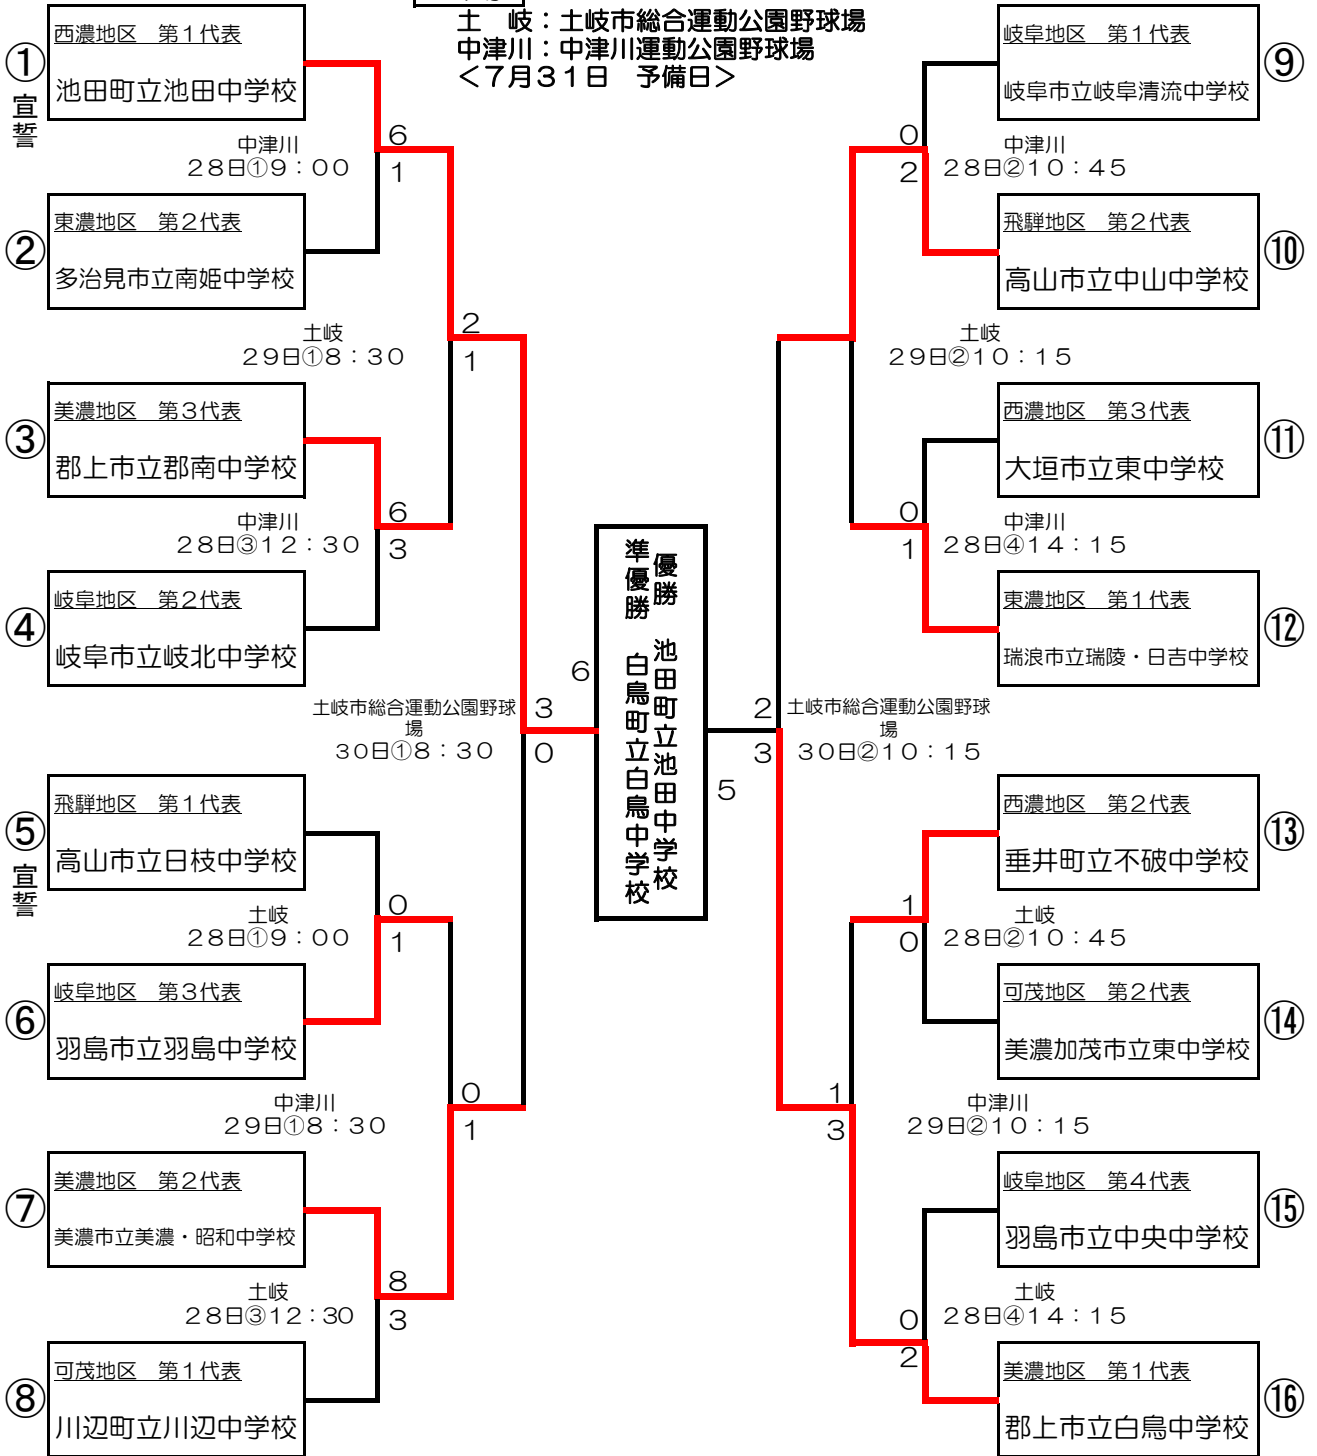 土　岐：土岐市総合運動公園野球場
中津川：中津川運動公園野球場
＜７月３１日　予備日＞
①
宣誓
西濃地区　第１代表
池田町立池田中学校
中津川
２８日①９：００
6
1
②
東濃地区　第２代表
多治見市立南姫中学校
土岐
２９日①８：３０
2
1
③
美濃地区　第３代表
郡上市立郡南中学校
中津川
２８日③１２：３０
6
3
④
岐阜地区　第２代表
岐阜市立岐北中学校
土岐市総合運動公園野球
場
３０日①８：３０
3
0
⑤
宣誓
飛騨地区　第１代表
高山市立日枝中学校
土岐
２８日①９：００
0
1
⑥
岐阜地区　第３代表
羽島市立羽島中学校
中津川
２９日①８：３０
0
1
⑦
美濃地区　第２代表
美濃市立美濃・昭和中学校
土岐
２８日③１２：３０
8
3
⑧
可茂地区　第１代表
川辺町立川辺中学校
6
優勝　池田町立池田中学校
準優勝　白鳥町立白鳥中学校
5
⑨
岐阜地区　第１代表
岐阜市立岐阜清流中学校
0
2
中津川
２８日②１０：４５
⑩
飛騨地区　第２代表
高山市立中山中学校
土岐
２９日②１０：１５
⑪
西濃地区　第３代表
大垣市立東中学校
0
1
中津川
２８日④１４：１５
⑫
東濃地区　第１代表
瑞浪市立瑞陵・日吉中学校
2
3
土岐市総合運動公園野球
場
３０日②１０：１５
⑬
西濃地区　第２代表
垂井町立不破中学校
1
0
土岐
２８日②１０：４５
⑭
可茂地区　第２代表
美濃加茂市立東中学校
1
3
中津川
２９日②１０：１５
⑮
岐阜地区　第４代表
羽島市立中央中学校
0
2
土岐
２８日④１４：１５
⑯
美濃地区　第１代表
郡上市立白鳥中学校